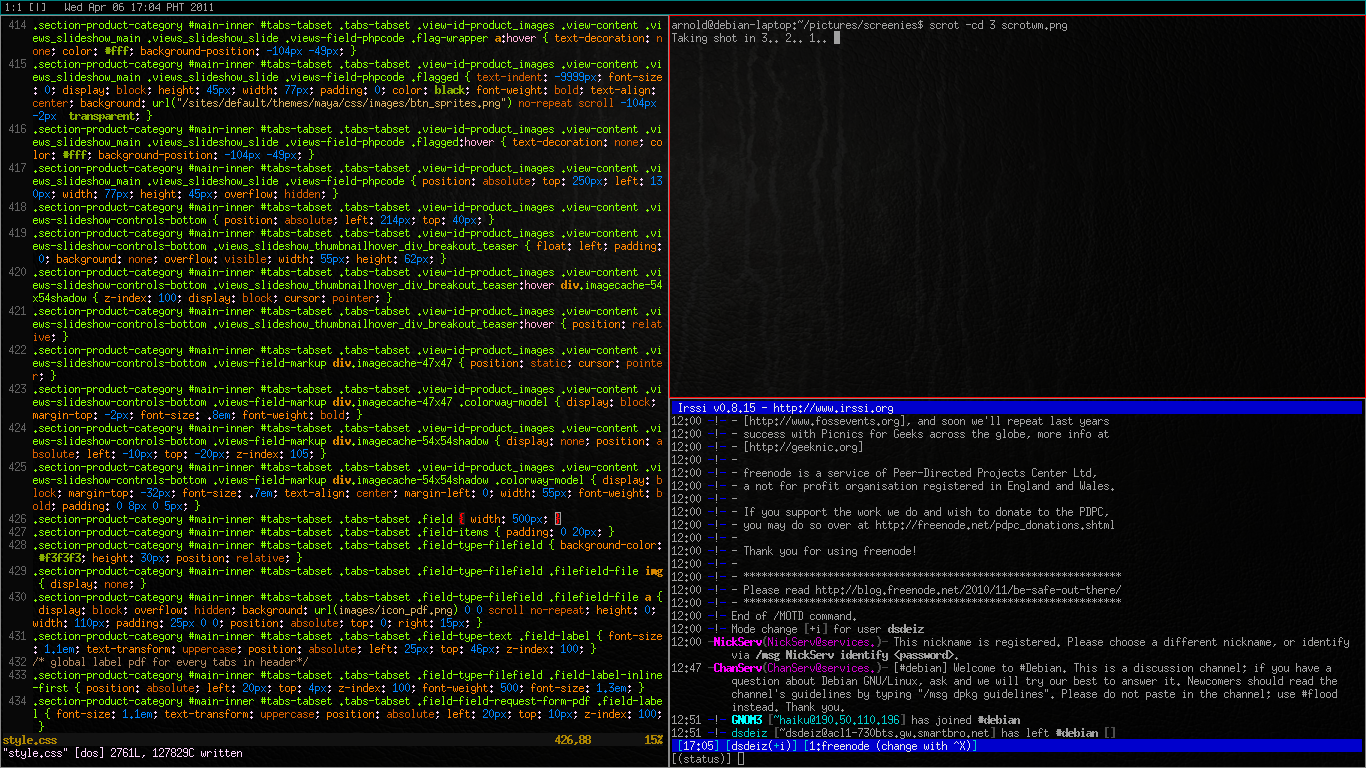 1:1 [|]   Wed Apr 06 17:04 PHT 2011
414 .section-product-category #main-inner #tabs-tabset .tabs-tabset .view-id-product_images .view-content .vi
ews_slideshow_main .views_slideshow_slide .views-field-phpcode .flag-wrapper a:hover { text-decoration: n
one; color: #fff; background-position: -104px -49px; }
415 .section-product-category #main-inner #tabs-tabset .tabs-tabset .view-id-product_images .view-content .vi
ews_slideshow_main .views_slideshow_slide .views-field-phpcode .flagged { text-indent: -9999px; font-size
: 0; display: block; height: 45px; width: 77px; padding: 0; color: black; font-weight: bold; text-align:
center; background: url("/sites/default/themes/maya/css/images/btn_sprites.png") no-repeat scroll -104px
-2px  transparent; }
416 .section-product-category #main-inner #tabs-tabset .tabs-tabset .view-id-product_images .view-content .vi
ews_slideshow_main .views_slideshow_slide .views-field-phpcode .flagged:hover { text-decoration: none; co
lor: #fff; background-position: -104px -49px; }
417 .section-product-category #main-inner #tabs-tabset .tabs-tabset .view-id-product_images .view-content .vi
ews_slideshow_main .views_slideshow_slide .views-field-phpcode { position: absolute; top: 250px; left: 13
0px; width: 77px; height: 45px; overflow: hidden; }
418 .section-product-category #main-inner #tabs-tabset .tabs-tabset .view-id-product_images .view-content .vi
ews-slideshow-controls-bottom { position: absolute; left: 214px; top: 40px; }
419 .section-product-category #main-inner #tabs-tabset .tabs-tabset .view-id-product_images .view-content .vi
ews-slideshow-controls-bottom .views_slideshow_thumbnailhover_div_breakout_teaser { float: left; padding:
0; background: none; overflow: visible; width: 55px; height: 62px; }
420 .section-product-category #main-inner #tabs-tabset .tabs-tabset .view-id-product_images .view-content .vi
ews-slideshow-controls-bottom .views_slideshow_thumbnailhover_div_breakout_teaser:hover div.imagecache-54
x54shadow { z-index: 100; display: block; cursor: pointer; }
421 .section-product-category #main-inner #tabs-tabset .tabs-tabset .view-id-product_images .view-content .vi
ews-slideshow-controls-bottom .views_slideshow_thumbnailhover_div_breakout_teaser:hover { position: relat
ive; }
422 .section-product-category #main-inner #tabs-tabset .tabs-tabset .view-id-product_images .view-content .vi
ews-slideshow-controls-bottom .views-field-markup div.imagecache-47x47 { position: static; cursor: pointe
r; }
423 .section-product-category #main-inner #tabs-tabset .tabs-tabset .view-id-product_images .view-content .vi
ews-slideshow-controls-bottom .views-field-markup div.imagecache-47x47 .colorway-model { display: block;
margin-top: -2px; font-size: .8em; font-weight: bold; }
424 .section-product-category #main-inner #tabs-tabset .tabs-tabset .view-id-product_images .view-content .vi
ews-slideshow-controls-bottom .views-field-markup div.imagecache-54x54shadow { display: none; position: a
bsolute; left: -10px; top: -20px; z-index: 105; }
425 .section-product-category #main-inner #tabs-tabset .tabs-tabset .view-id-product_images .view-content .vi
ews-slideshow-controls-bottom .views-field-markup div.imagecache-54x54shadow .colorway-model { display: b
lock; margin-top: -32px; font-size: .7em; text-align: center; margin-left: 0; width: 55px; font-weight: b
old; padding: 0 8px 0 5px; }
426 .section-product-category #main-inner #tabs-tabset .tabs-tabset .field { width: 500px; }
427 .section-product-category #main-inner #tabs-tabset .tabs-tabset .field-items { padding: 0 20px; }
428 .section-product-category #main-inner #tabs-tabset .tabs-tabset .field-type-filefield { background-color:
#f3f3f3; height: 30px; position: relative; }
429 .section-product-category #main-inner #tabs-tabset .tabs-tabset .field-type-filefield .filefield-file img
{ display: none; }
430 .section-product-category #main-inner #tabs-tabset .tabs-tabset .field-type-filefield .filefield-file a {
display: block; overflow: hidden; background: url(images/icon_pdf.png) 0 0 scroll no-repeat; height: 0;
width: 110px; padding: 25px 0 0; position: absolute; top: 0; right: 15px; }
431 .section-product-category #main-inner #tabs-tabset .tabs-tabset .field-type-text .field-label { font-size
: 1.1em; text-transform: uppercase; position: absolute; left: 25px; top: 46px; z-index: 100; }
432 /* global label pdf for every tabs in header*/
433 .section-product-category #main-inner #tabs-tabset .tabs-tabset .field-type-filefield .field-label-inline
-first { position: absolute; left: 20px; top: 4px; z-index: 100; font-weight: 500; font-size: 1.3em; }
434 .section-product-category #main-inner #tabs-tabset .tabs-tabset .field-field-request-form-pdf .field-labe
l { font-size: 1.1em; text-transform: uppercase; position: absolute; left: 20px; top: 10px; z-index: 100;
}
style.css 426,88 15%
"style.css" [dos] 2761L, 127829C written
arnold@debian-laptop:~/pictures/screenies$ scrot -cd 3 scrotwm.png
Taking shot in 3.. 2.. 1..
Irssi v0.8.15 - http://www.irssi.org
12:00 -!- - [http://www.fossevents.org], and soon we'll repeat last years
12:00 -!- - success with Picnics for Geeks across the globe, more info at
12:00 -!- - [http://geeknic.org]
12:00 -!- -
12:00 -!- - freenode is a service of Peer-Directed Projects Center Ltd,
12:00 -!- - a not for profit organisation registered in England and Wales.
12:00 -!- -
12:00 -!- - If you support the work we do and wish to donate to the PDPC,
12:00 -!- - you may do so over at http://freenode.net/pdpc_donations.shtml
12:00 -!- -
12:00 -!- - Thank you for using freenode!
12:00 -!- -
12:00 -!- - ****************************************************************
12:00 -!- - Please read http://blog.freenode.net/2010/11/be-safe-out-there/
12:00 -!- - ****************************************************************
12:00 -!- End of /MOTD command.
12:00 -!- Mode change [+i] for user dsdeiz
12:00 -NickServ(NickServ@services.)- This nickname is registered. Please choose a different nickname, or identify
via /msg NickServ identify <password>.
12:47 -ChanServ(ChanServ@services.)- [#debian] Welcome to #Debian. This is a discussion channel; if you have a
question about Debian GNU/Linux, ask and we will try our best to answer it. Newcomers should read the
channel's guidelines by typing "/msg dpkg guidelines". Please do not paste in the channel; use #flood
instead. Thank you.
12:51 -!- GNOM3 [~haiku@190.50.110.196] has joined #debian
12:51 -!- dsdeiz [~dsdeiz@acl1-730bts.gw.smartbro.net] has left #debian []
[17:05] [dsdeiz(+i)] [1:freenode (change with ^X)]
[(status)]